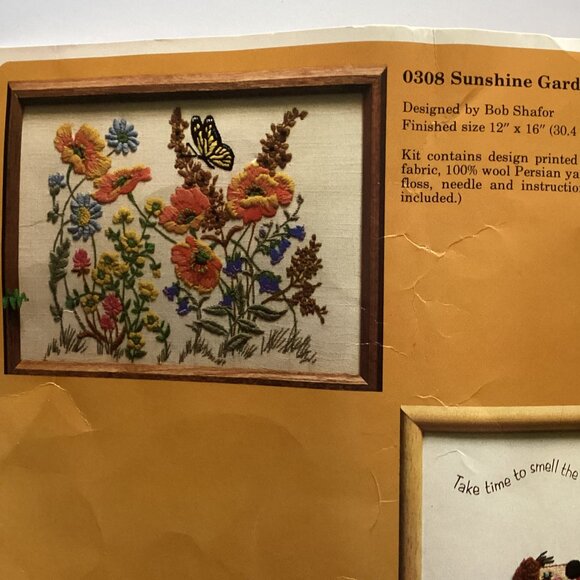 0308 Sunshine Gard
Designed by Bob Shafor
Finished size 12" x 16" (30.4
Kit contains design printed
fabric, 100% wool Persian ya
floss, needle and instructio
included.)
Take time to smell the